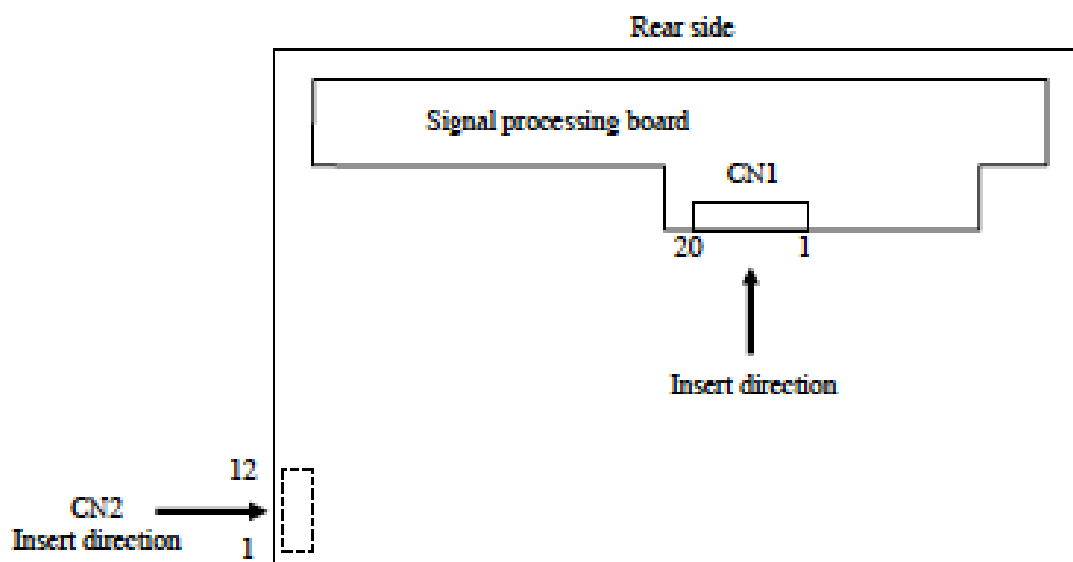 Rear side
Signal processing board
CN1
20 1
Insert direction
12
CN2
Insert direction
1